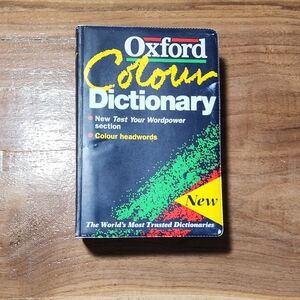 Oxford
Colour
Dictionary
New Test Your Wordpower
section
Colour headwords
New
The World's Most Trusted Dictionaries